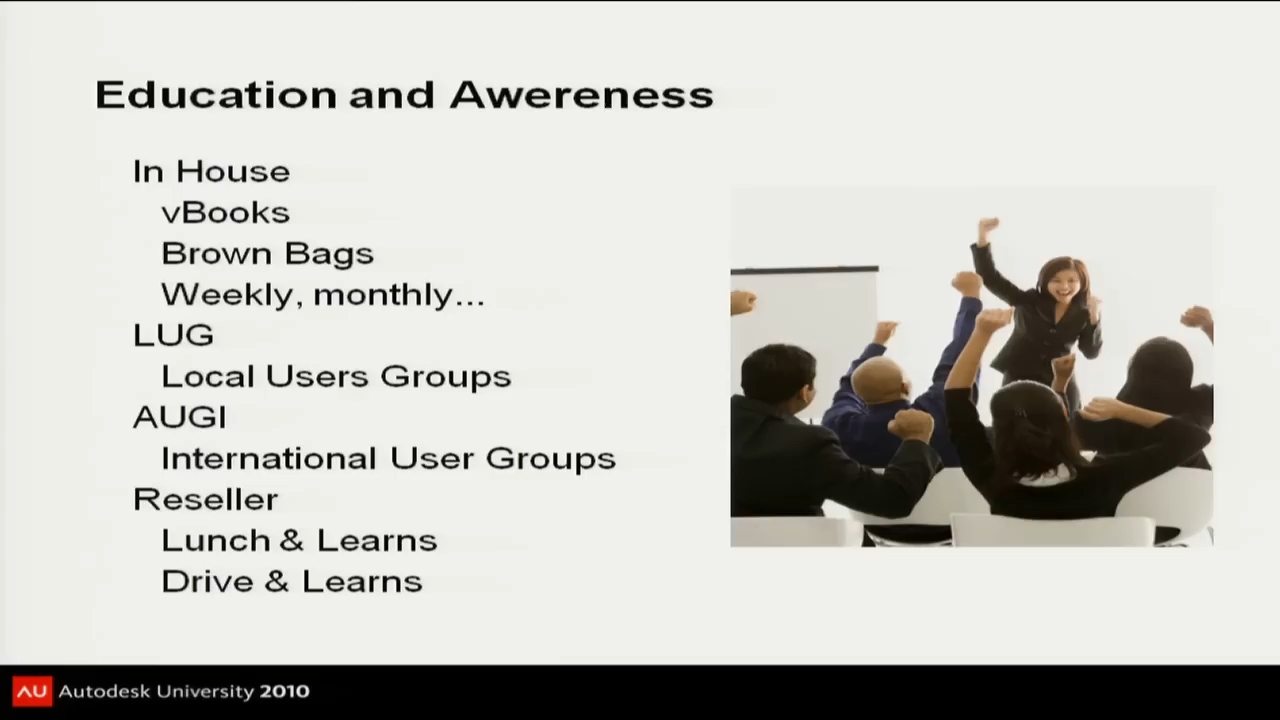 Education and Awereness
In House
vBooks
Brown Bags
Weekly, monthly...
LUG
Local Users Groups
AUGI
International User Groups
Reseller
Lunch & Learns
Drive & Learns
AU Autodesk University 2010